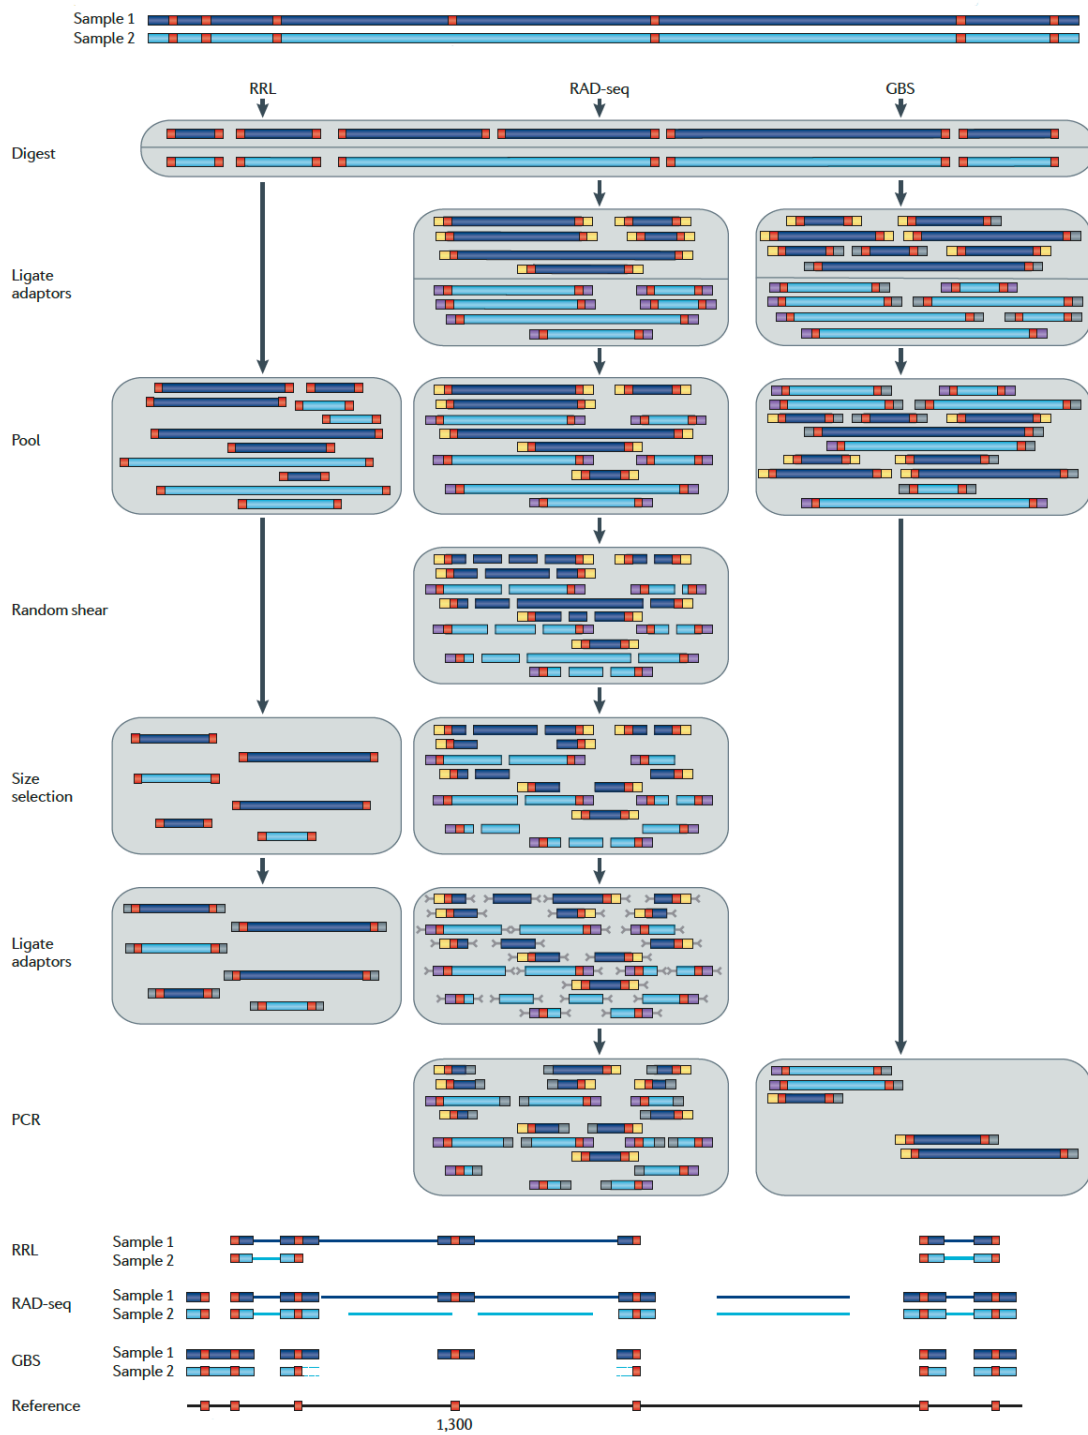 Sample 1
Sample 2
RRL RAD-seq GBS
Digest
Ligate
adaptors
Pool
Random shear
Size
selection
Ligate
adaptors
PCR
RRL Sample 1
Sample 2
RAD-seq Sample 1
Sample 2
GBS Sample 1
Sample 2
Reference
1,300